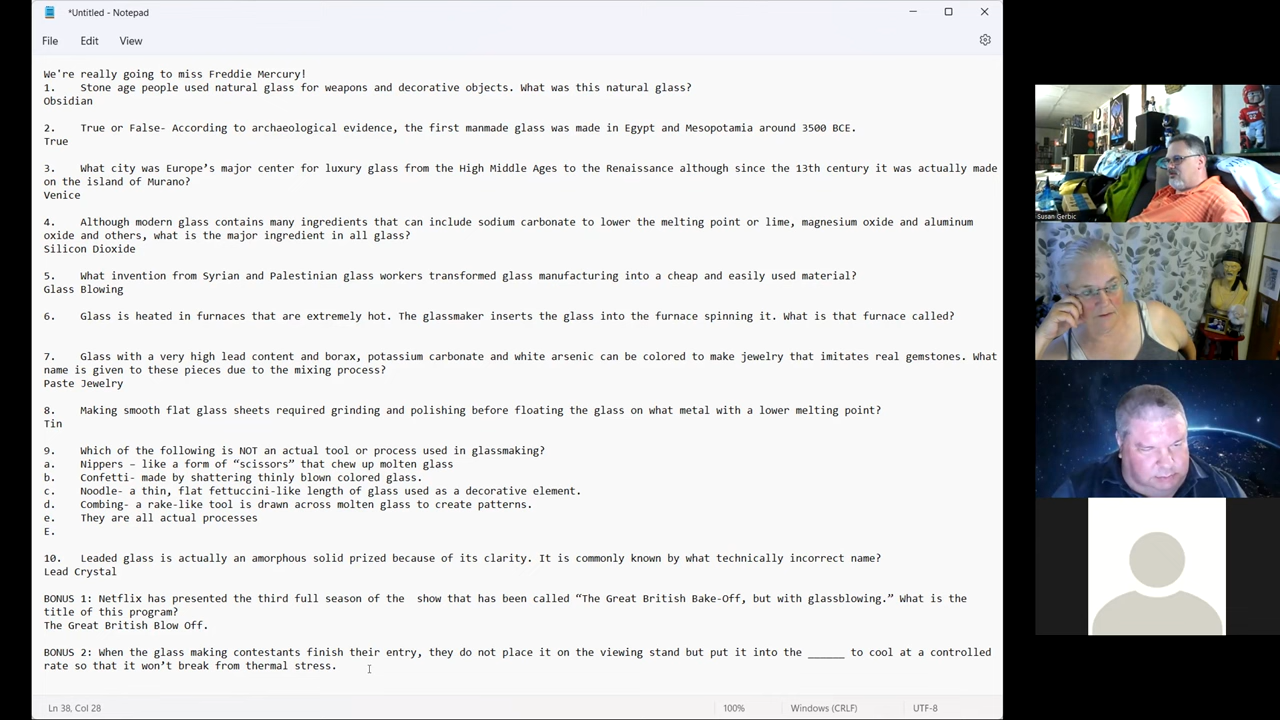 *Untitled - Notepad
File Edit View
We're really going to miss Freddie Mercury!
1. Stone age people used natural glass for weapons and decorative objects. What was this natural glass?
Obsidian
2. True or False- According to archaeological evidence, the first manmade glass was made in Egypt and Mesopotamia around 3500 BCE.
True
3. What city was Europe’s major center for luxury glass from the High Middle Ages to the Renaissance although since the 13th century it was actually made
on the island of Murano?
Venice
4. Although modern glass contains many ingredients that can include sodium carbonate to lower the melting point or lime, magnesium oxide and aluminum
oxide and others, what is the major ingredient in all glass?
Silicon Dioxide
5. What invention from Syrian and Palestinian glass workers transformed glass manufacturing into a cheap and easily used material?
Glass Blowing
6. Glass is heated in furnaces that are extremely hot. The glassmaker inserts the glass into the furnace spinning it. What is that furnace called?
7. Glass with a very high lead content and borax, potassium carbonate and white arsenic can be colored to make jewelry that imitates real gemstones. What
name is given to these pieces due to the mixing process?
Paste Jewelry
8. Making smooth flat glass sheets required grinding and polishing before floating the glass on what metal with a lower melting point?
Tin
9. Which of the following is NOT an actual tool or process used in glassmaking?
a. Nippers – like a form of “scissors” that chew up molten glass
b. Confetti- made by shattering thinly blown colored glass.
c. Noodle- a thin, flat fettuccini-like length of glass used as a decorative element.
d. Combing- a rake-like tool is drawn across molten glass to create patterns.
e. They are all actual processes
E.
10. Leaded glass is actually an amorphous solid prized because of its clarity. It is commonly known by what technically incorrect name?
Lead Crystal
BONUS 1: Netflix has presented the third full season of the show that has been called “The Great British Bake-Off, but with glassblowing.” What is the
title of this program?
The Great British Blow Off.
BONUS 2: When the glass making contestants finish their entry, they do not place it on the viewing stand but put it into the ______ to cool at a controlled
rate so that it won’t break from thermal stress.
Ln 38, Col 28 100% Windows (CRLF) UTF-8
Susan Gerbic